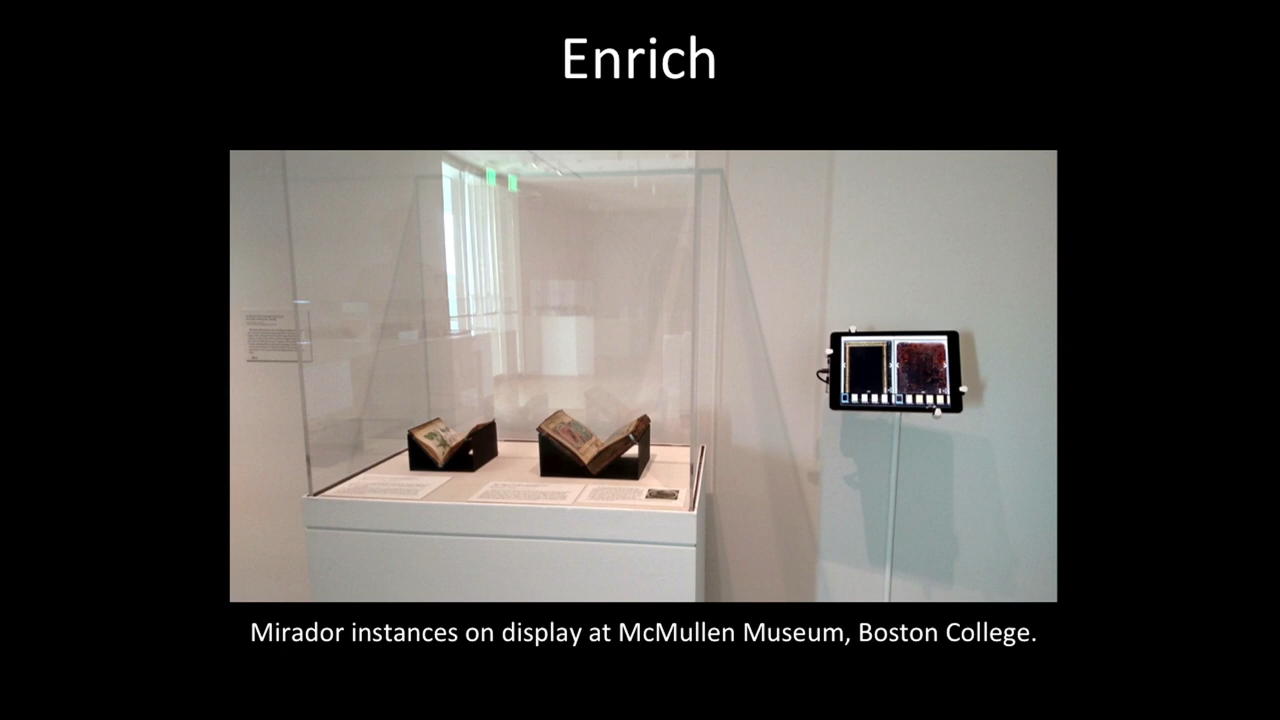 Enrich
Mirador instances on display at McMullen Museum, Boston College.